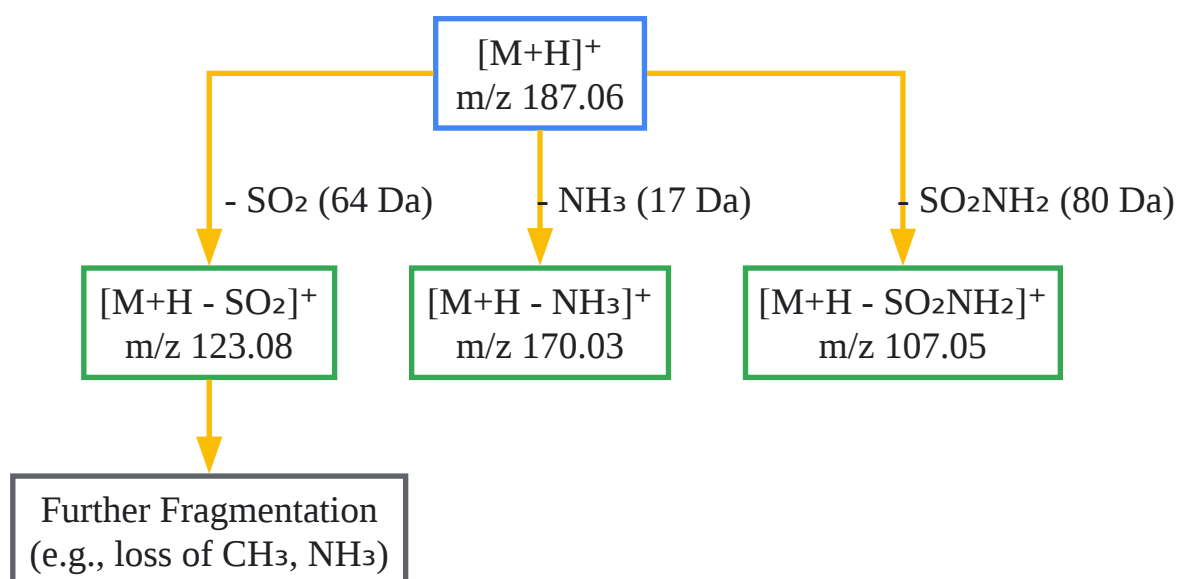 [M+H]⁺
m/z 187.06
- SO₂ (64 Da)
- NH₃ (17 Da)
- SO₂NH₂ (80 Da)
[M+H - SO₂]⁺
m/z 123.08
[M+H - NH₃]⁺
m/z 170.03
[M+H - SO₂NH₂]⁺
m/z 107.05
Further Fragmentation
(e.g., loss of CH₃, NH₃)